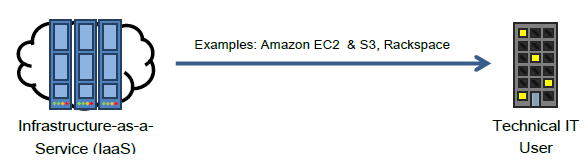 Examples: Amazon EC2 & S3, Rackspace
Infrastructure-as-a-
Service (IaaS)
Technical IT
User